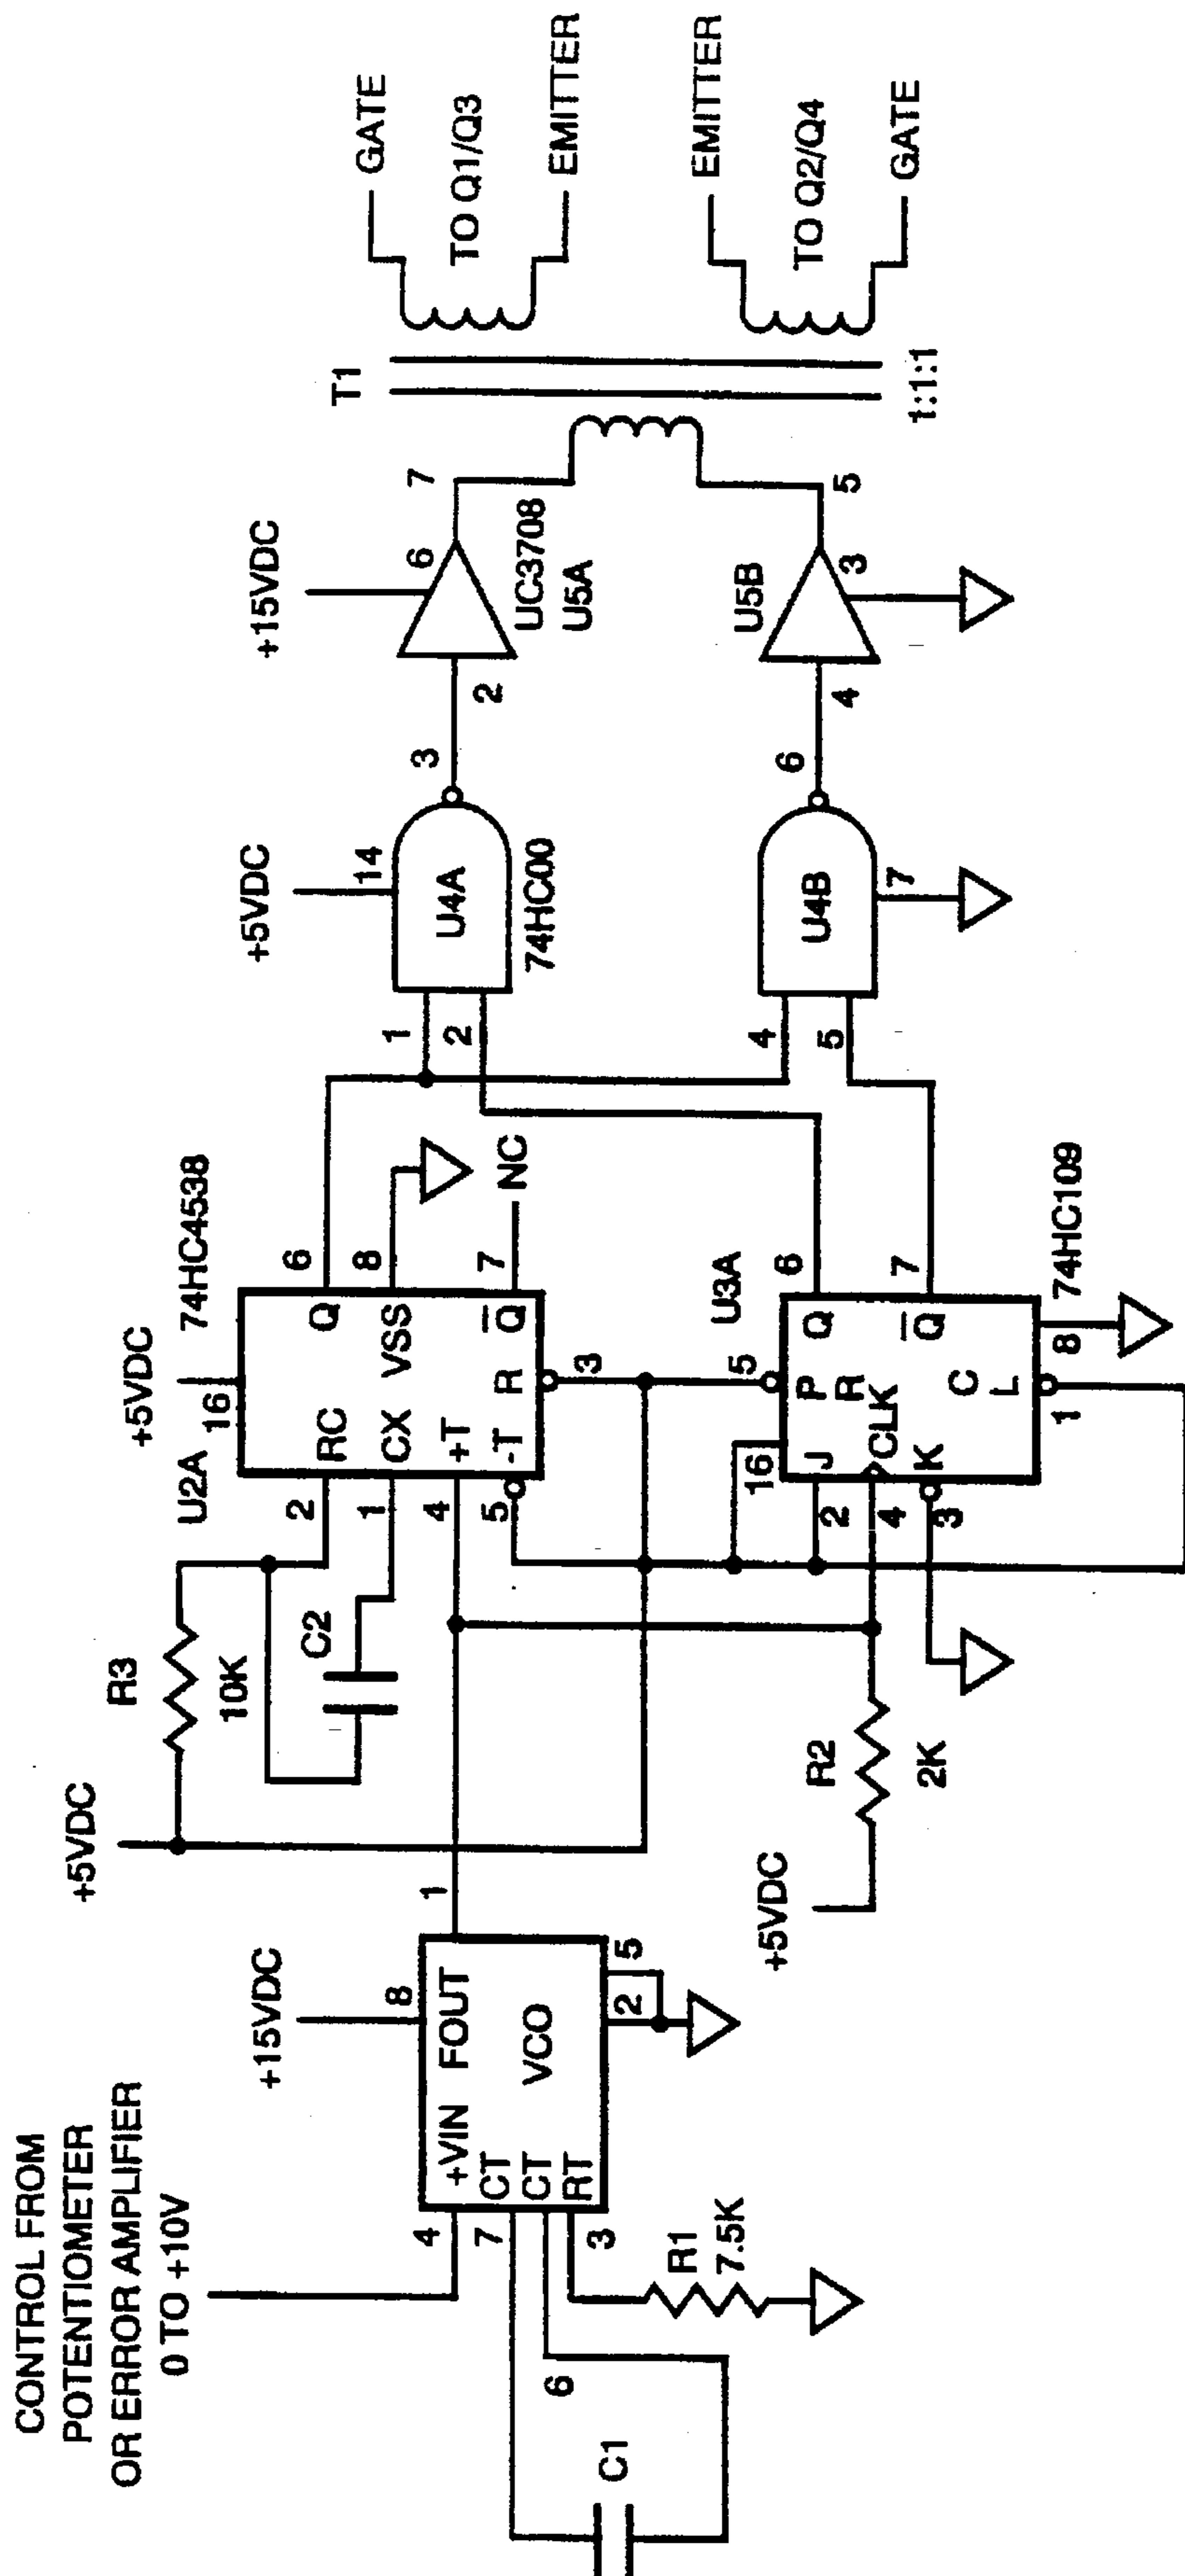 CONTROL FROM
POTENTIOMETER
OR ERROR AMPLIFIER
0 TO +10V
+15VDC
8
4
+VIN
FOUT
1
7
CT
CT
VCO
3
RT
2
5
6
C1
R1
7.5K
+5VDC
R3
10K
C2
+5VDC
R2
2K
+5VDC
16
U2A
74HC4538
2
RC
Q
6
1
CX
VSS
8
4
+T
5
-T
R
Q
7
NC
3
U3A
5
16
P
R
Q
6
2
J
4
CLK
Q
7
3
K
C
L
1
8
74HC109
+5VDC
14
1
2
U4A
3
74HC00
4
5
U4B
6
7
+15VDC
6
2
7
UC3708
U5A
U5B
4
3
5
T1
1:1:1
GATE
TO Q1/Q3
EMITTER
EMITTER
TO Q2/Q4
GATE